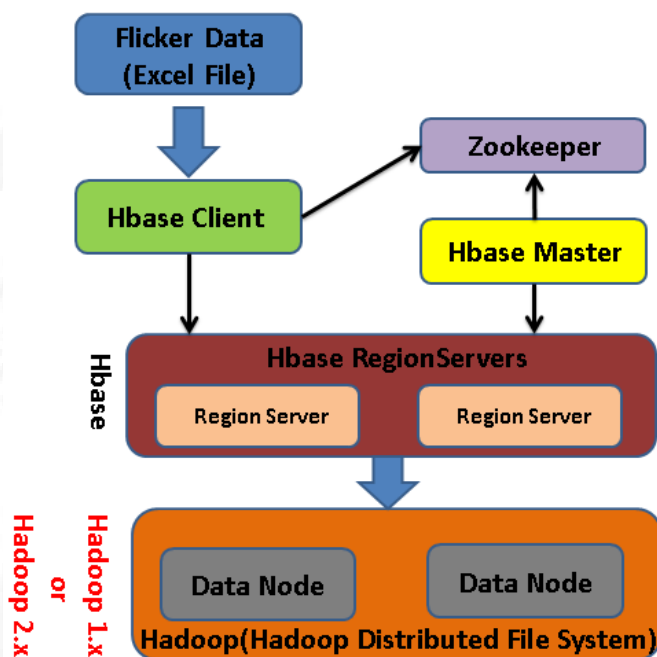 Flicker Data
(Excel File)
Zookeeper
Hbase Client
Hbase Master
Hbase RegionServers
Region Server
Region Server
Hbase
Data Node
Data Node
Hadoop(Hadoop Distributed File System)
Hadoop 1.x
or
Hadoop 2.x